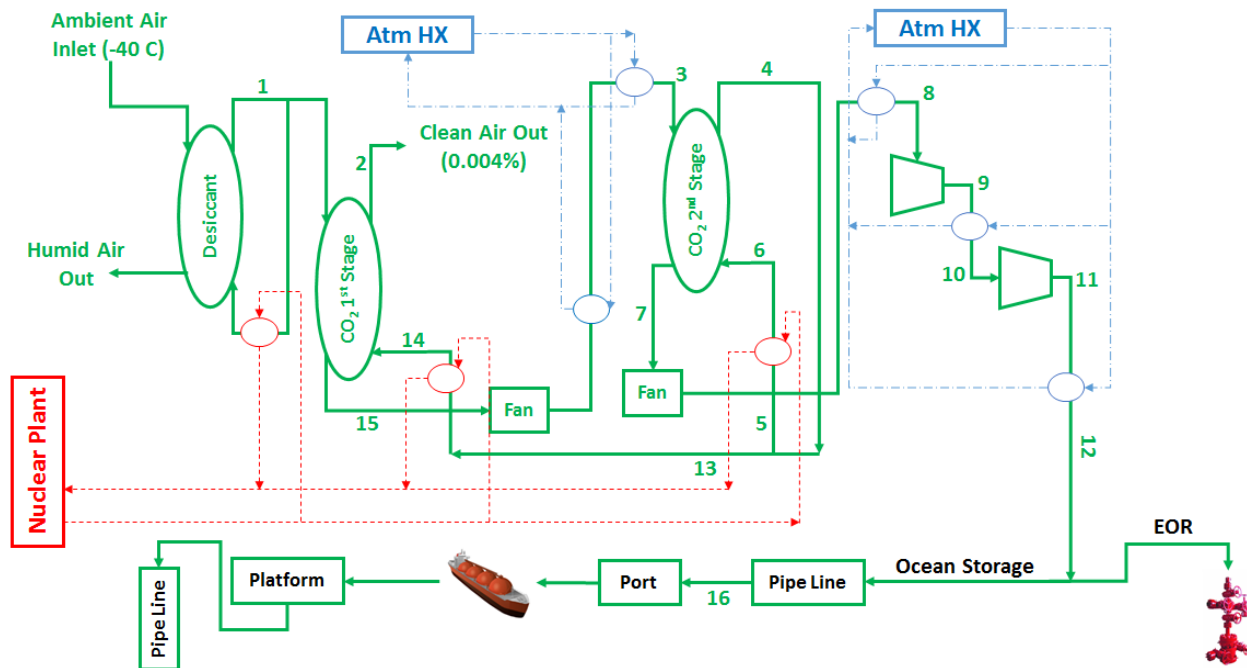 Ambient Air
Inlet (-40 C)
1
Desiccant
Humid Air
Out
2
Clean Air Out
(0.004%)
CO₂ 1ˢᵗ Stage
14
15
Fan
Atm HX
3
4
CO₂ 2ⁿᵈ Stage
6
7
Fan
5
13
Atm HX
8
9
10
11
12
Nuclear Plant
EOR
Ocean Storage
Pipe Line
16
Port
Platform
Pipe Line